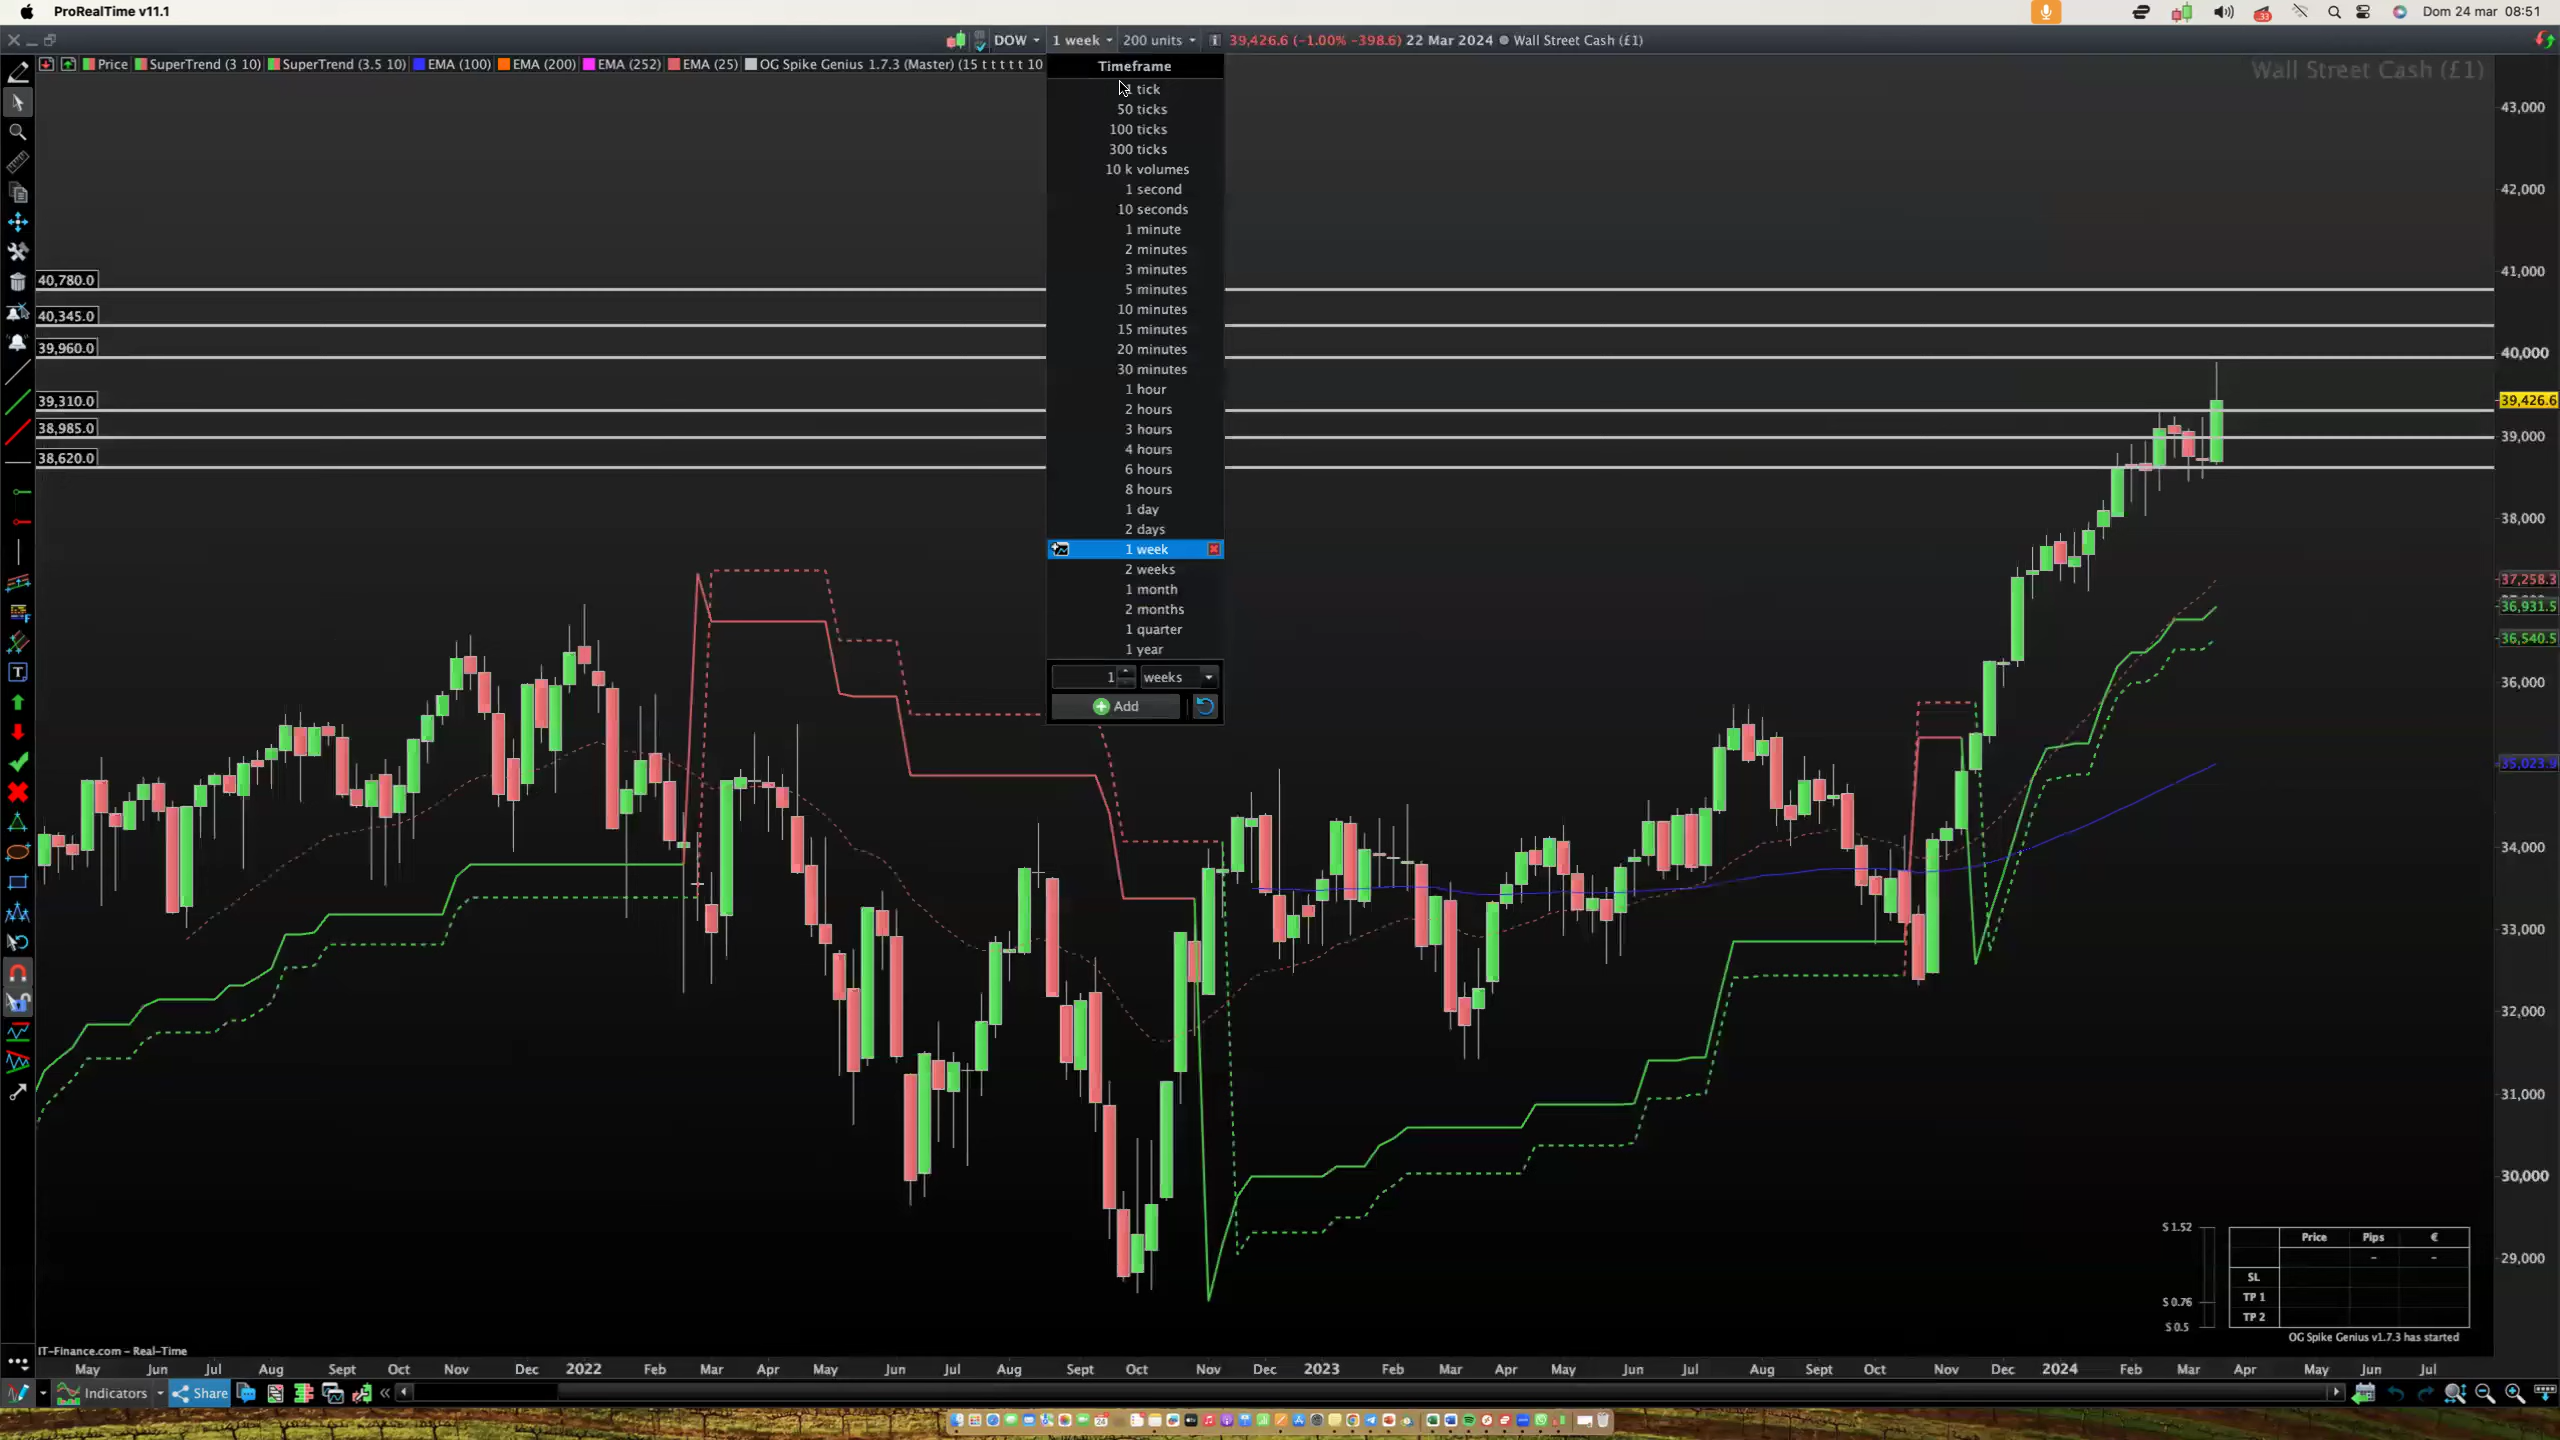 ProRealTime v11.1
Dom 24 mar 08:51
DOW 1 week 200 units 39,426.6 (-1.00% -398.6) 22 Mar 2024 Wall Street Cash (£1)
Price SuperTrend (3 10) SuperTrend (3.5 10) EMA (100) EMA (200) EMA (252) EMA (25) OG Spike Genius 1.7.3 (Master) (15 t t t t t 10
Wall Street Cash (£1)
Timeframe
1 tick
50 ticks
100 ticks
300 ticks
10 k volumes
1 second
10 seconds
1 minute
2 minutes
3 minutes
5 minutes
10 minutes
15 minutes
20 minutes
30 minutes
1 hour
2 hours
3 hours
4 hours
6 hours
8 hours
1 day
2 days
1 week
2 weeks
1 month
2 months
1 quarter
1 year
1 weeks
Add
40,780.0
40,345.0
39,960.0
39,310.0
38,985.0
38,620.0
43,000
42,000
41,000
40,000
39,426.6
39,000
38,000
37,258.3
36,931.5
36,540.5
36,000
35,023.9
34,000
33,000
32,000
31,000
30,000
29,000
$ 1.52
$ 0.76
$ 0.5
Price Pips €
- -
SL
TP 1
TP 2
OG Spike Genius v1.7.3 has started
IT-Finance.com - Real-Time
May Jun Jul Aug Sept Oct Nov Dec 2022 Feb Mar Apr May Jun Jul Aug Sept Oct Nov Dec 2023 Feb Mar Apr May Jun Jul Aug Sept Oct Nov Dec 2024 Feb Mar Apr May Jun Jul
Indicators Share